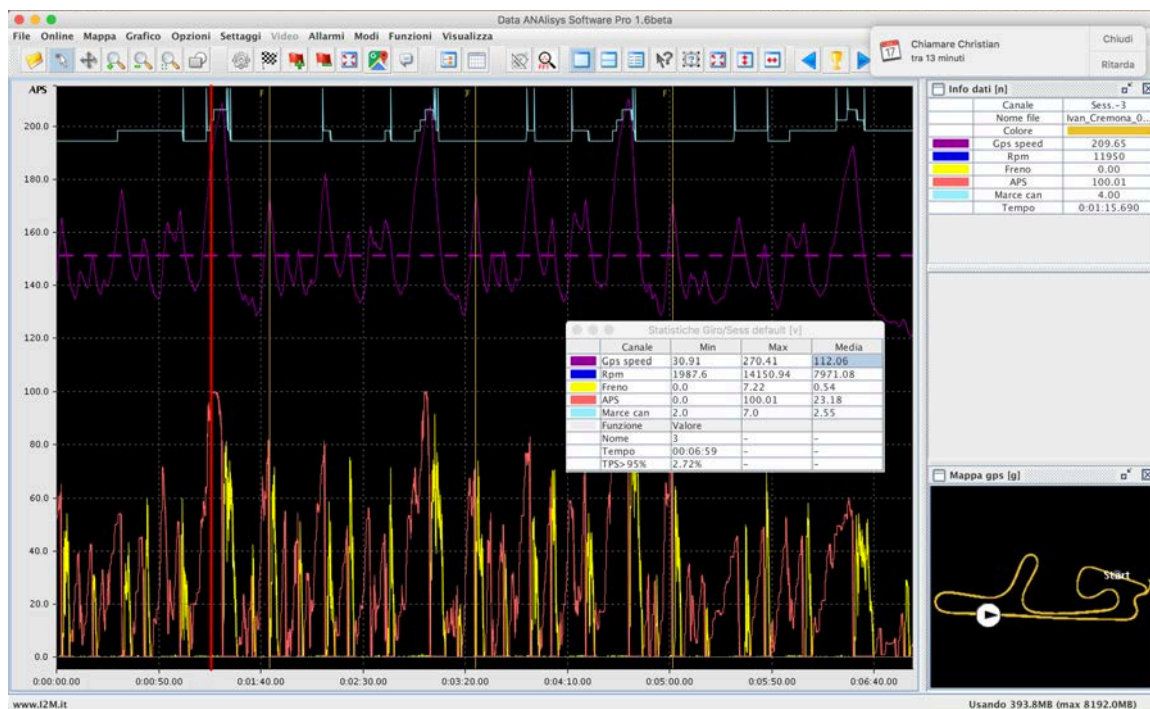 Data ANAlisys Software Pro 1.6beta
File Online Mappa Grafico Opzioni Settaggi Video Allarmi Modi Funzioni Visualizza
17
Chiamare Christian
tra 13 minuti
Chiudi
Ritarda
APS
200.0
180.0
160.0
140.0
120.0
100.0
80.0
60.0
40.0
20.0
0.0
F F F
0:00:00.00 0:00:50.00 0:01:40.00 0:02:30.00 0:03:20.00 0:04:10.00 0:05:00.00 0:05:50.00 0:06:40.00
Statistiche Giro/Sess default [v]
Canale Min Max Media
Gps speed 30.91 270.41 112.06
Rpm 1987.6 14150.94 7971.08
Freno 0.0 7.22 0.54
APS 0.0 100.01 23.18
Marce can 2.0 7.0 2.55
Funzione Valore
Nome 3 - -
Tempo 00:06:59 - -
TPS>95% 2.72% - -
Info dati [n]
Canale Sess.-3
Nome file Ivan_Cremona_0...
Colore
Gps speed 209.65
Rpm 11950
Freno 0.00
APS 100.01
Marce can 4.00
Tempo 0:01:15.690
Mappa gps [g]
Start
www.I2M.it
Usando 393.8MB (max 8192.0MB)